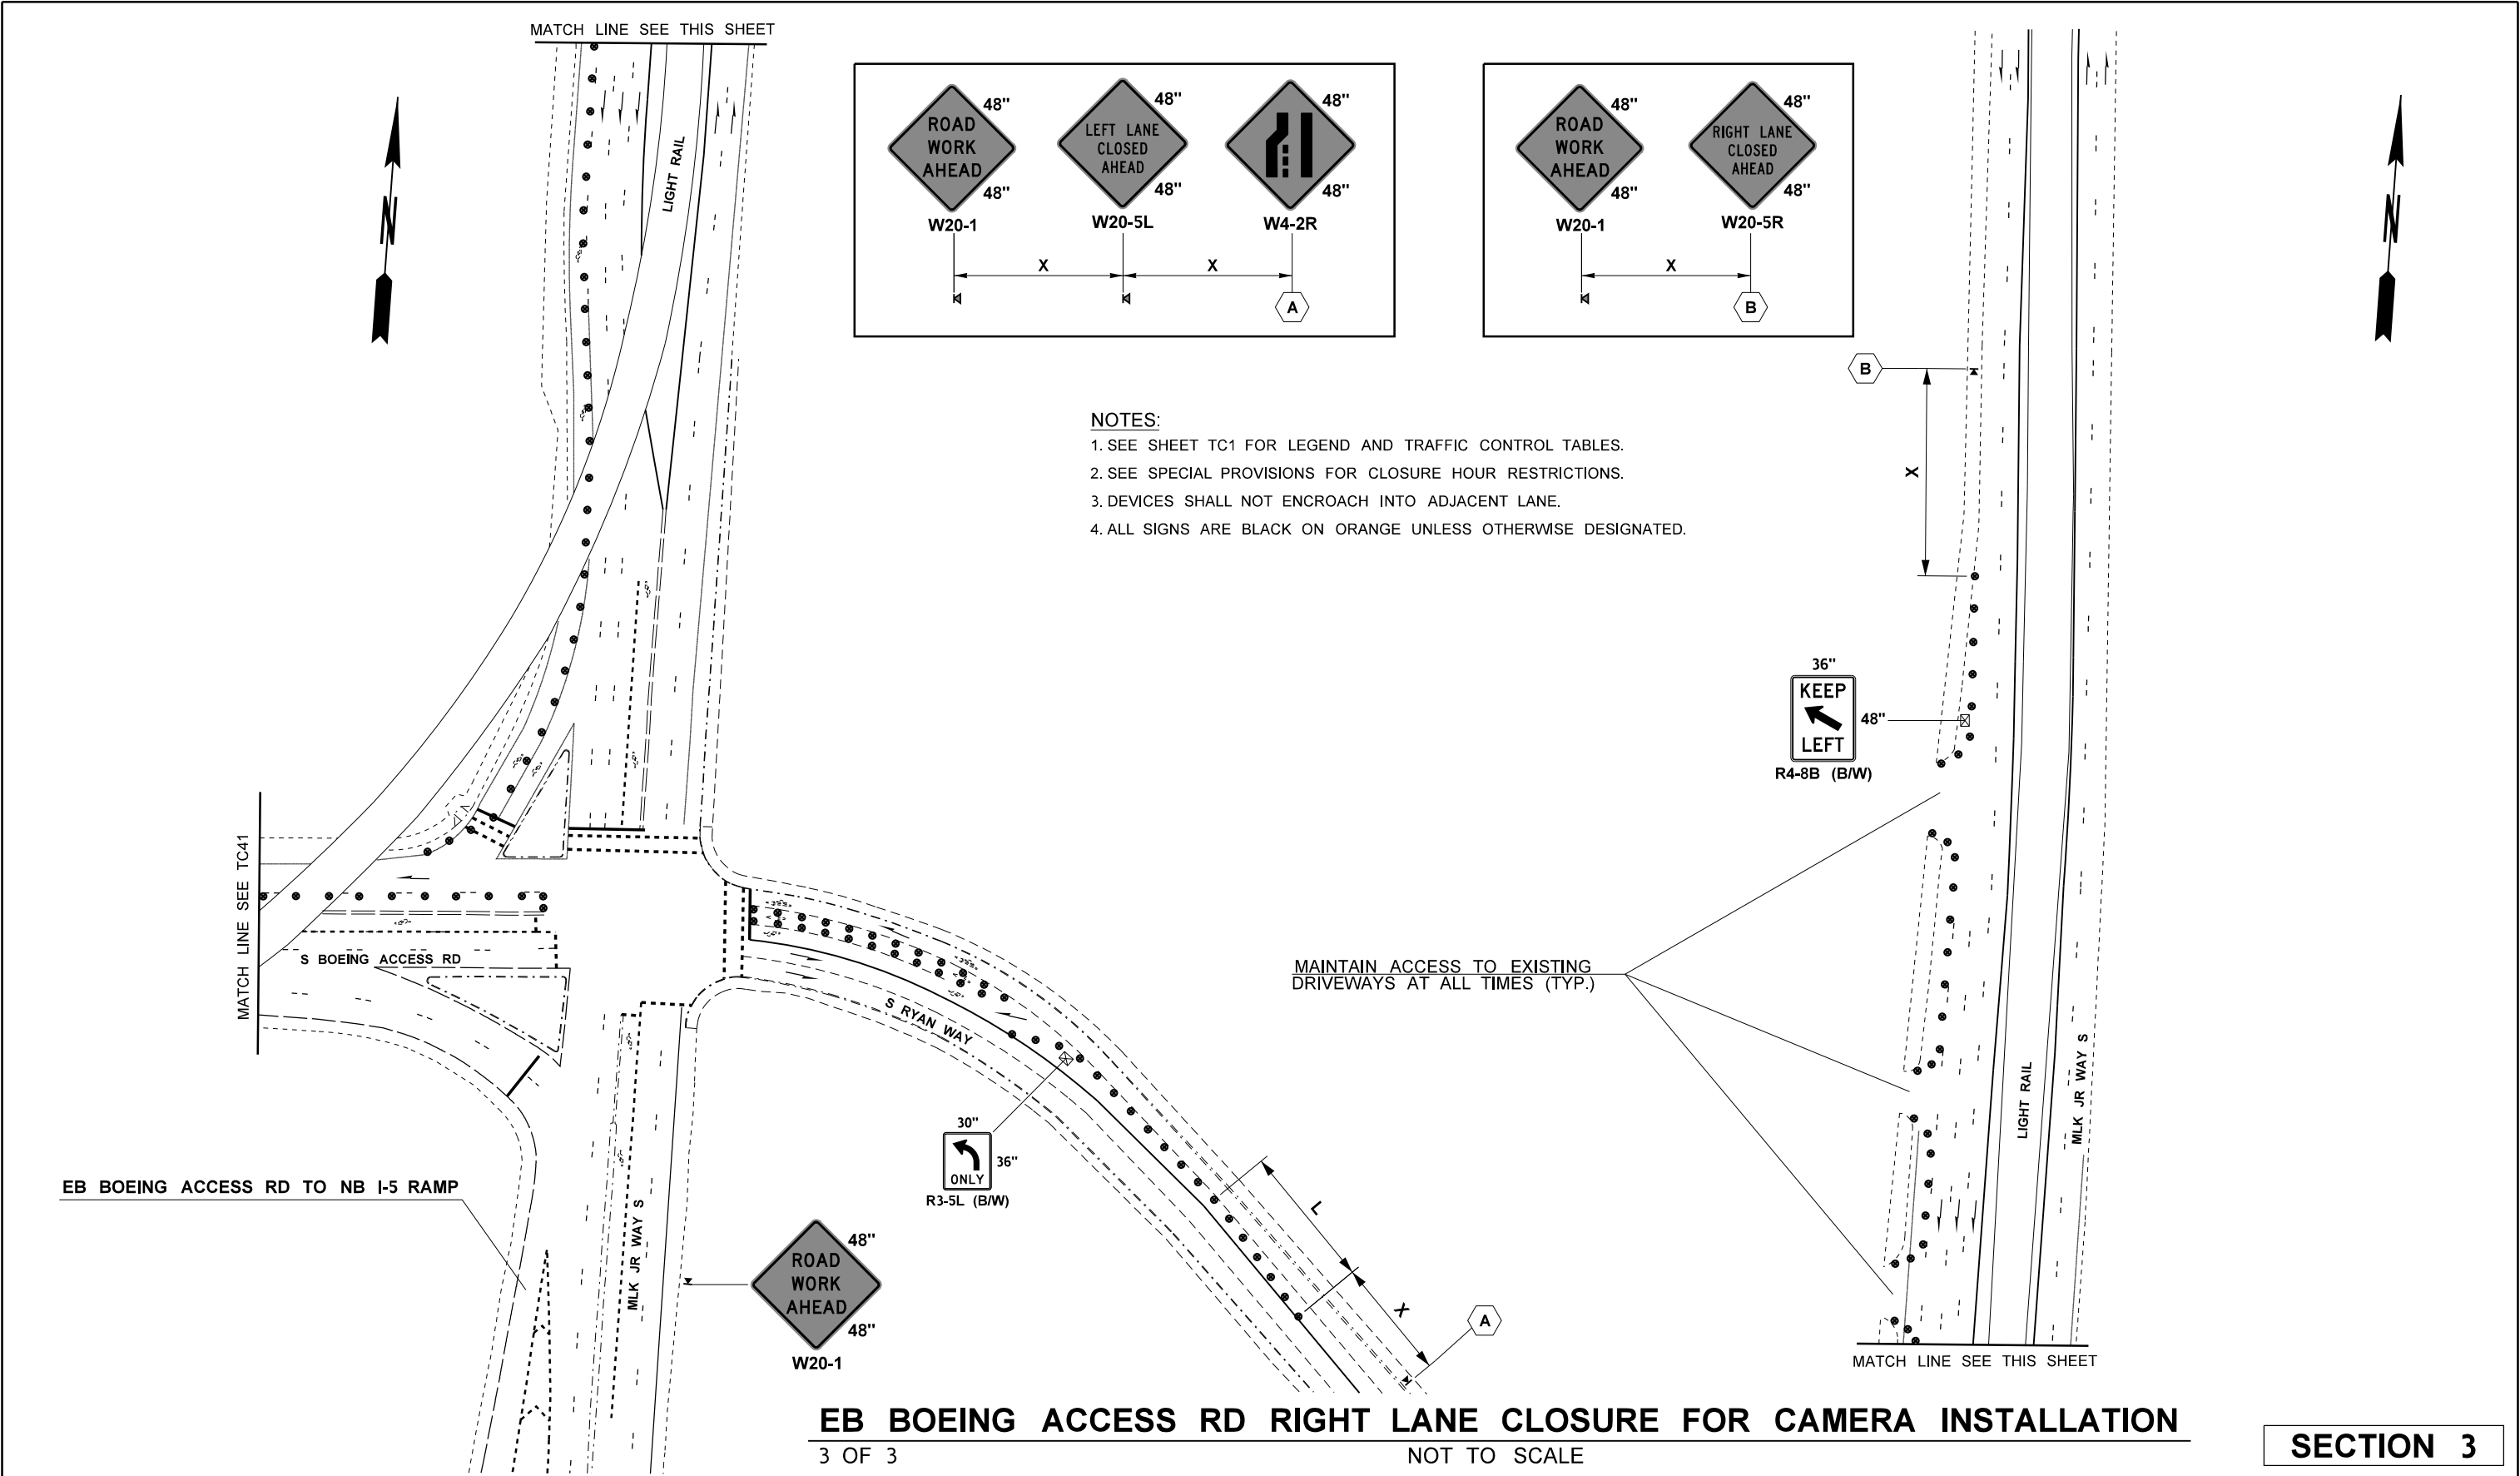 MATCH LINE SEE THIS SHEET
N
LIGHT RAIL
48"
ROAD
WORK
AHEAD
48"
W20-1
48"
LEFT LANE
CLOSED
AHEAD
48"
W20-5L
48"
48"
W4-2R
X
X
A
48"
ROAD
WORK
AHEAD
48"
W20-1
48"
RIGHT LANE
CLOSED
AHEAD
48"
W20-5R
X
B
N
NOTES:
1. SEE SHEET TC1 FOR LEGEND AND TRAFFIC CONTROL TABLES.
2. SEE SPECIAL PROVISIONS FOR CLOSURE HOUR RESTRICTIONS.
3. DEVICES SHALL NOT ENCROACH INTO ADJACENT LANE.
4. ALL SIGNS ARE BLACK ON ORANGE UNLESS OTHERWISE DESIGNATED.
B
X
36"
KEEP
LEFT
48"
R4-8B (B/W)
MAINTAIN ACCESS TO EXISTING
DRIVEWAYS AT ALL TIMES (TYP.)
LIGHT RAIL
MLK JR WAY S
MATCH LINE SEE THIS SHEET
MATCH LINE SEE TC41
S BOEING ACCESS RD
S RYAN WAY
30"
ONLY
36"
R3-5L (B/W)
EB BOEING ACCESS RD TO NB I-5 RAMP
MLK JR WAY S
48"
ROAD
WORK
AHEAD
48"
W20-1
L
X
A
EB BOEING ACCESS RD RIGHT LANE CLOSURE FOR CAMERA INSTALLATION
3 OF 3
NOT TO SCALE
SECTION 3